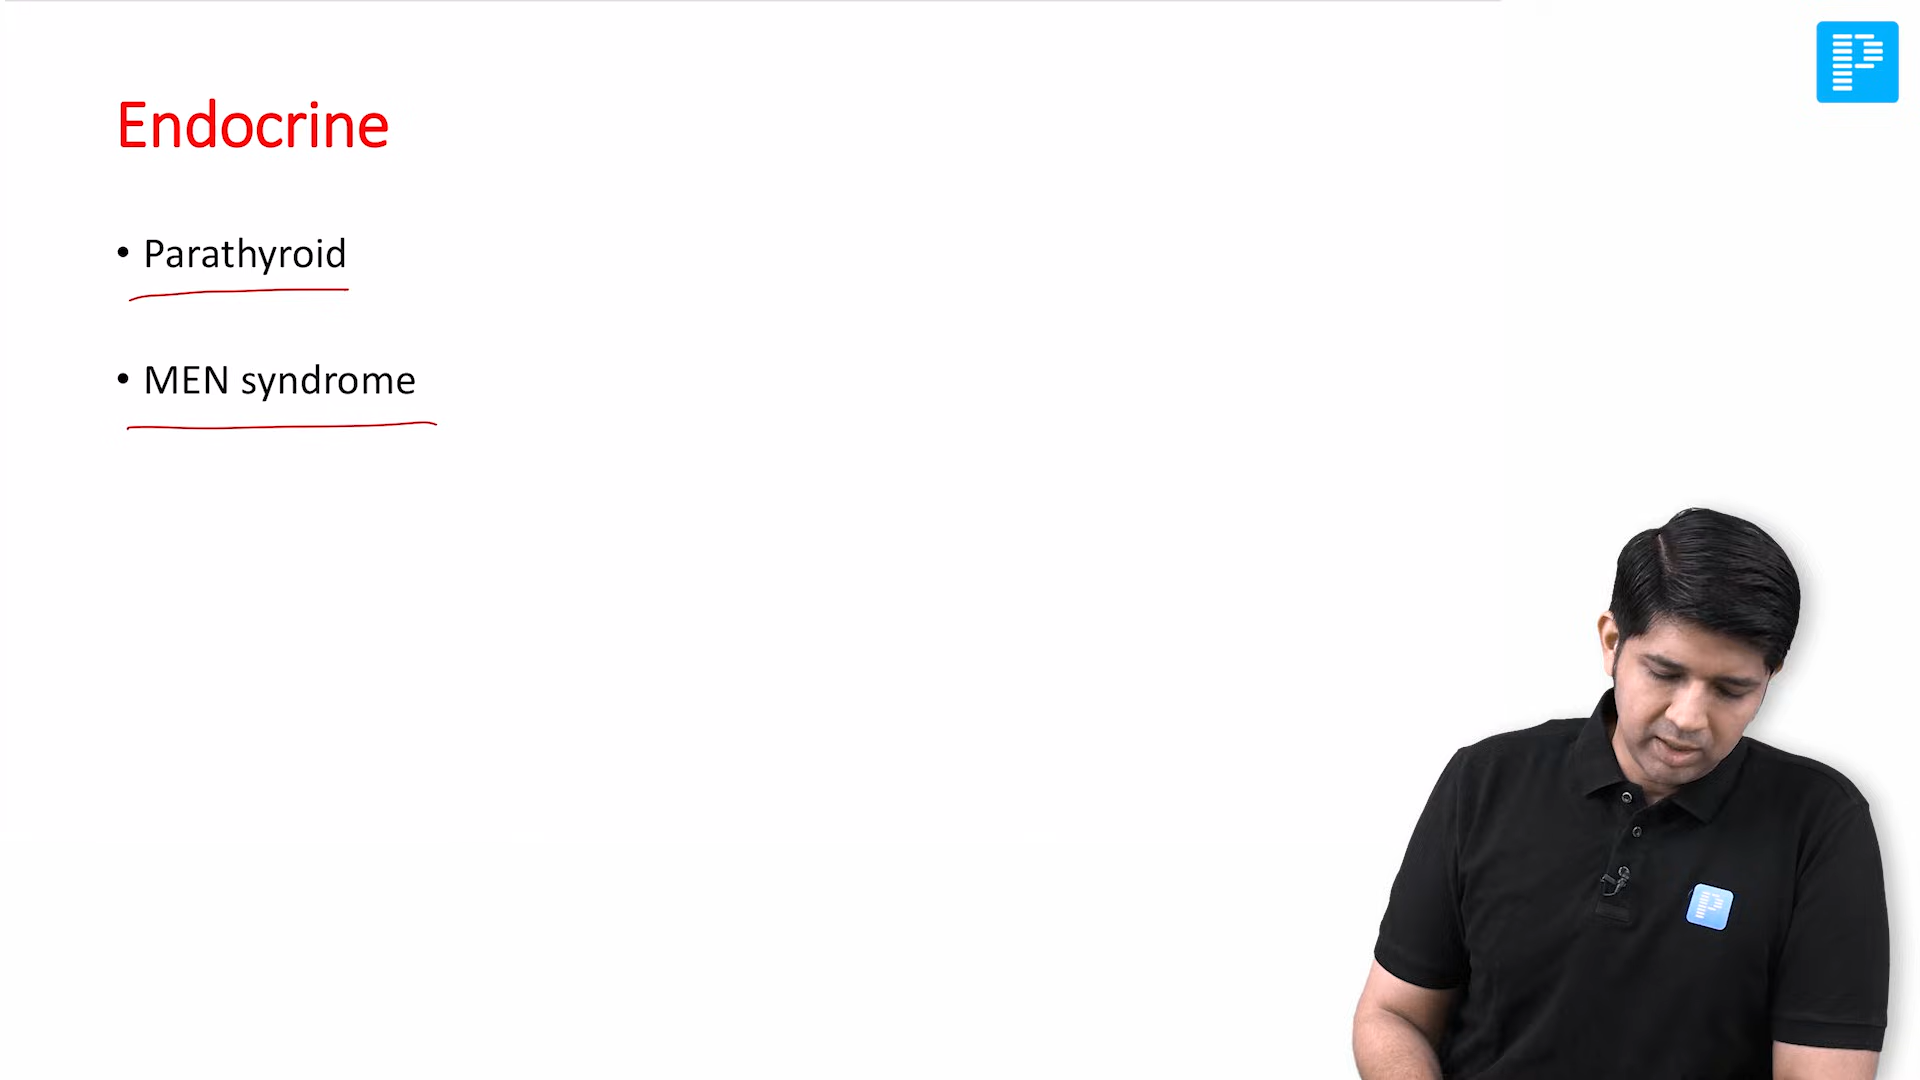 Endocrine
• Parathyroid
• MEN syndrome